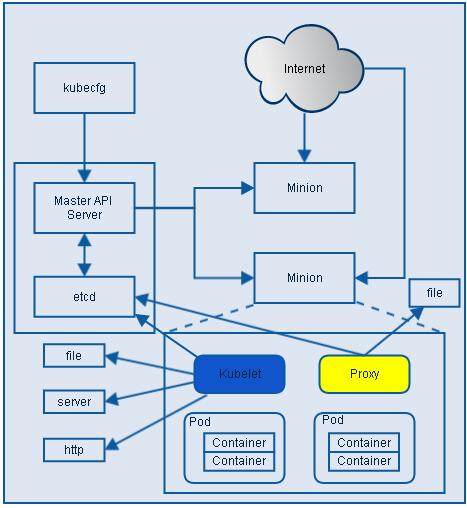 Internet
kubecfg
Master API
Server
Minion
etcd
Minion
file
file
Kubelet
Proxy
server
http
Pod
Container
Container
Pod
Container
Container